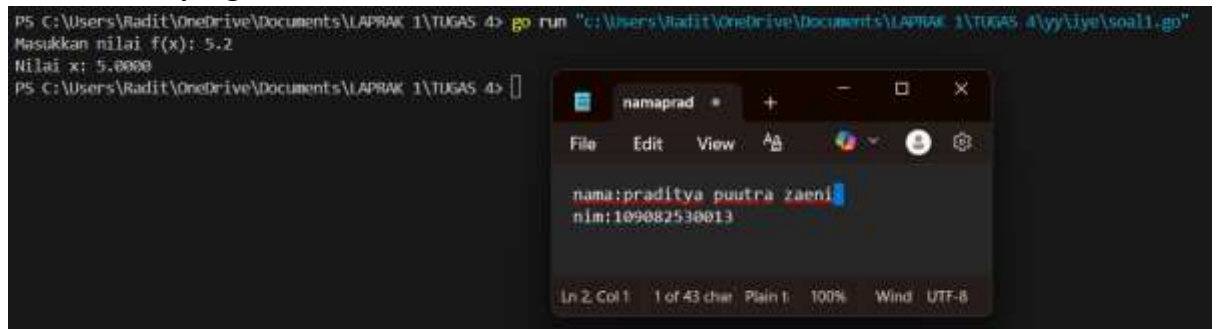 PS C:\Users\Radit\OneDrive\Documents\LAPRAK 1\TUGAS 4> go run "c:\Users\Radit\OneDrive\Documents\LAPRAK 1\TUGAS 4\yy\iye\soal1.go"
Masukkan nilai f(x): 5.2
Nilai x: 5.0000
PS C:\Users\Radit\OneDrive\Documents\LAPRAK 1\TUGAS 4>
namaprad
File Edit View
nama:praditya puutra zaeni
nim:109082530013
Ln 2, Col 1 1 of 43 char Plain t 100% Wind UTF-8